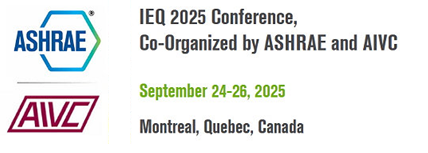 ASHRAE®
AIVC
IEQ 2025 Conference,
Co-Organized by ASHRAE and AIVC
September 24-26, 2025
Montreal, Quebec, Canada